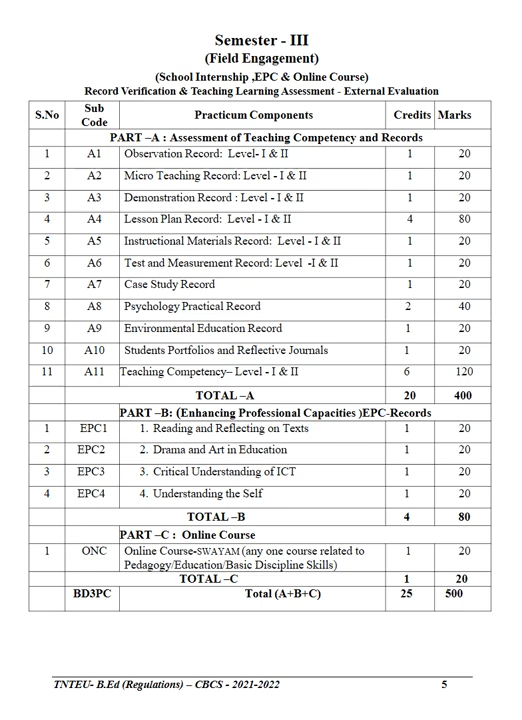 Semester - III
(Field Engagement)
(School Internship ,EPC & Online Course)
Record Verification & Teaching Learning Assessment - External Evaluation
S.No Sub Code Practicum Components Credits Marks
PART –A : Assessment of Teaching Competency and Records
1 A1 Observation Record: Level- I & II 1 20
2 A2 Micro Teaching Record: Level - I & II 1 20
3 A3 Demonstration Record : Level - I & II 1 20
4 A4 Lesson Plan Record: Level - I & II 4 80
5 A5 Instructional Materials Record: Level - I & II 1 20
6 A6 Test and Measurement Record: Level -I & II 1 20
7 A7 Case Study Record 1 20
8 A8 Psychology Practical Record 2 40
9 A9 Environmental Education Record 1 20
10 A10 Students Portfolios and Reflective Journals 1 20
11 A11 Teaching Competency– Level - I & II 6 120
TOTAL –A 20 400
PART –B: (Enhancing Professional Capacities )EPC-Records
1 EPC1 1. Reading and Reflecting on Texts 1 20
2 EPC2 2. Drama and Art in Education 1 20
3 EPC3 3. Critical Understanding of ICT 1 20
4 EPC4 4. Understanding the Self 1 20
TOTAL –B 4 80
PART –C : Online Course
1 ONC Online Course-SWAYAM (any one course related to 1 20
Pedagogy/Education/Basic Discipline Skills)
TOTAL –C 1 20
BD3PC Total (A+B+C) 25 500
TNTEU- B.Ed (Regulations) – CBCS - 2021-2022 5